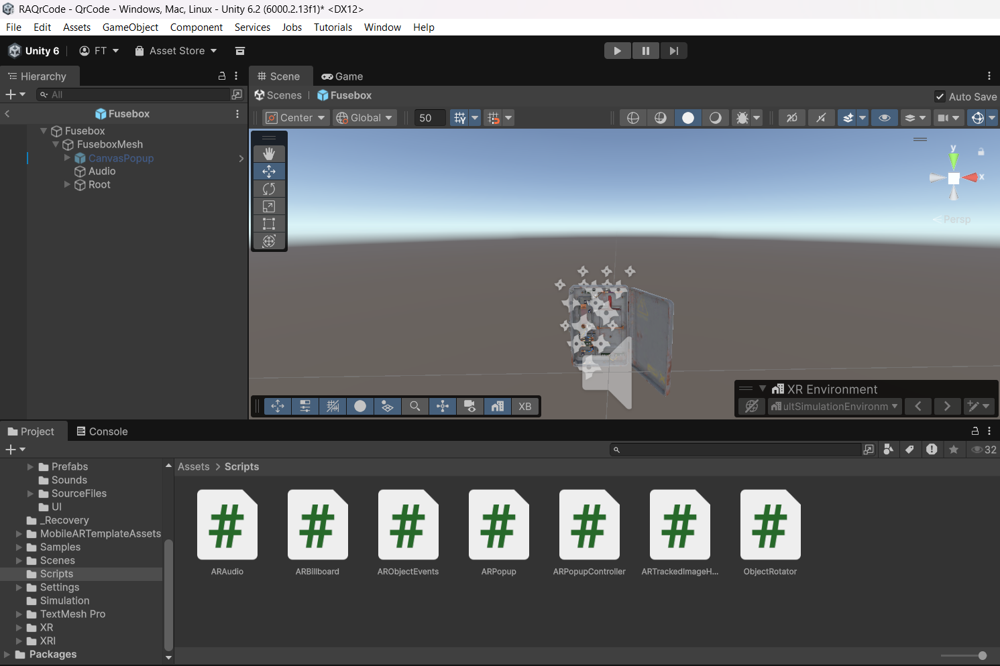 RAQrCode - QrCode - Windows, Mac, Linux - Unity 6.2 (6000.2.13f1)* <DX12>
File Edit Assets GameObject Component Services Jobs Tutorials Window Help
Unity 6 FT Asset Store
Hierarchy
All
Fusebox
Fusebox
FuseboxMesh
CanvasPopup
Audio
Root
Scene Game
Scenes Fusebox Auto Save
Center Global 50 2D
y
x
Persp
XR Environment
ultSimulationEnvironm
XB
Project Console
32
Prefabs
Sounds
SourceFiles
UI
_Recovery
MobileARTemplateAssets
Samples
Scenes
Scripts
Settings
Simulation
TextMesh Pro
XR
XRI
Packages
Assets > Scripts
ARAudio ARBillboard ARObjectEvents ARPopup ARPopupController ARTrackedImageH... ObjectRotator